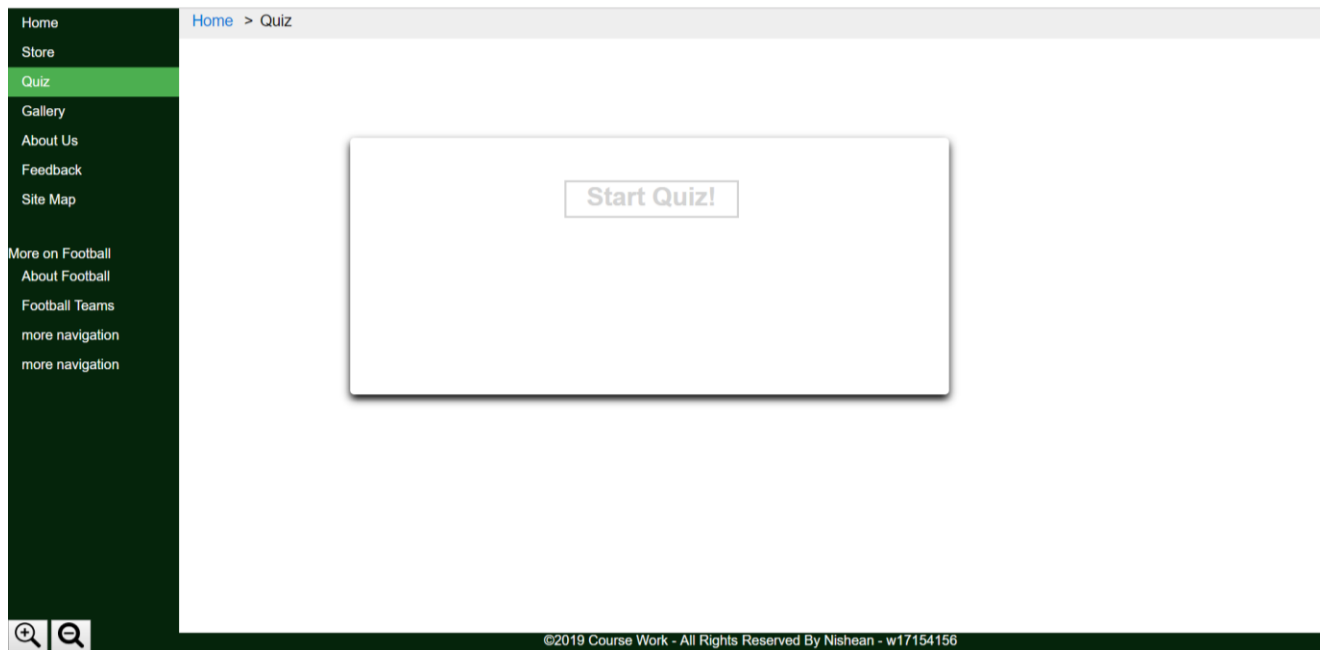 Home
Store
Quiz
Gallery
About Us
Feedback
Site Map
More on Football
About Football
Football Teams
more navigation
more navigation
Home > Quiz
Start Quiz!
©2019 Course Work - All Rights Reserved By Nishean - w17154156